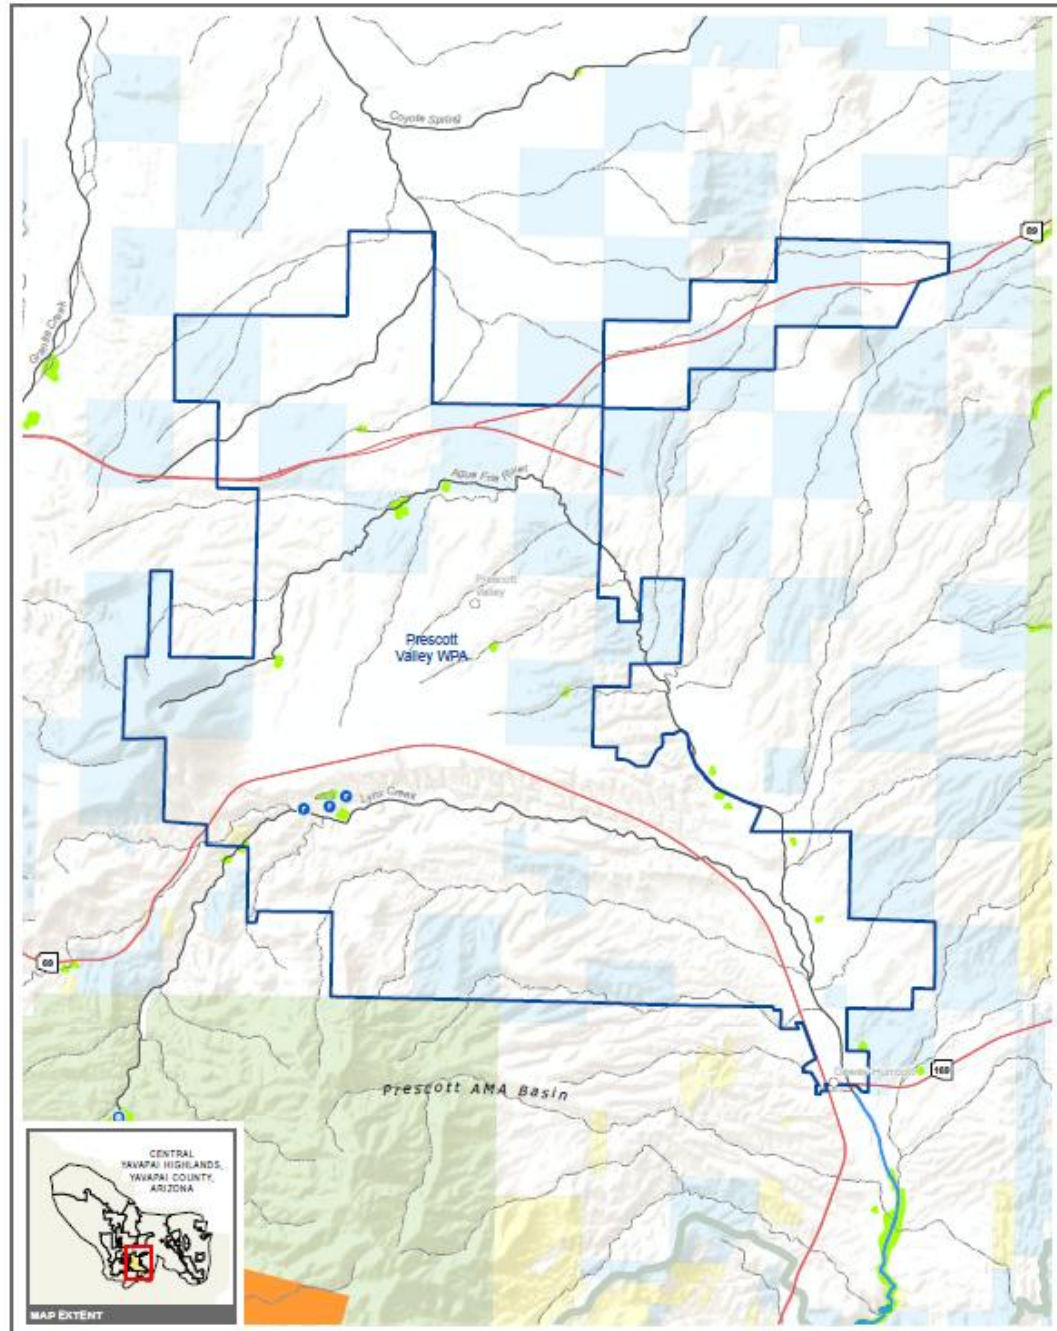 Coyote Spring
89
Granite Creek
Agua Fria River
Prescott
Valley
Prescott
Valley WPA
Lynx Creek
69
169
Dewey-Humboldt
Prescott AMA Basin
CENTRAL
YAVAPAI HIGHLANDS,
YAVAPAI COUNTY,
ARIZONA
MAP EXTENT